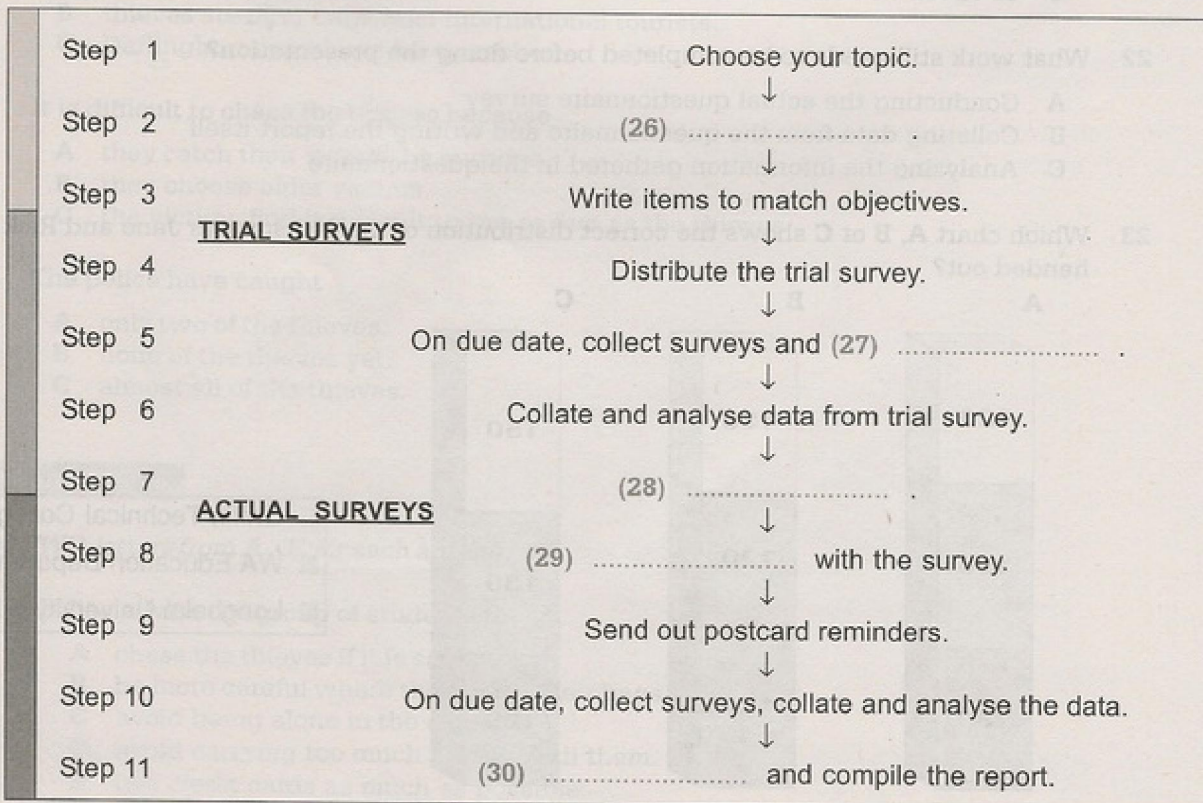 Step 1 Choose your topic.
↓
Step 2 (26) .............................. .
↓
Step 3 Write items to match objectives.
TRIAL SURVEYS ↓
Step 4 Distribute the trial survey.
↓
Step 5 On due date, collect surveys and (27) .............................. .
↓
Step 6 Collate and analyse data from trial survey.
↓
Step 7 (28) .............................. .
ACTUAL SURVEYS ↓
Step 8 (29) .............................. with the survey.
↓
Step 9 Send out postcard reminders.
↓
Step 10 On due date, collect surveys, collate and analyse the data.
↓
Step 11 (30) .............................. and compile the report.